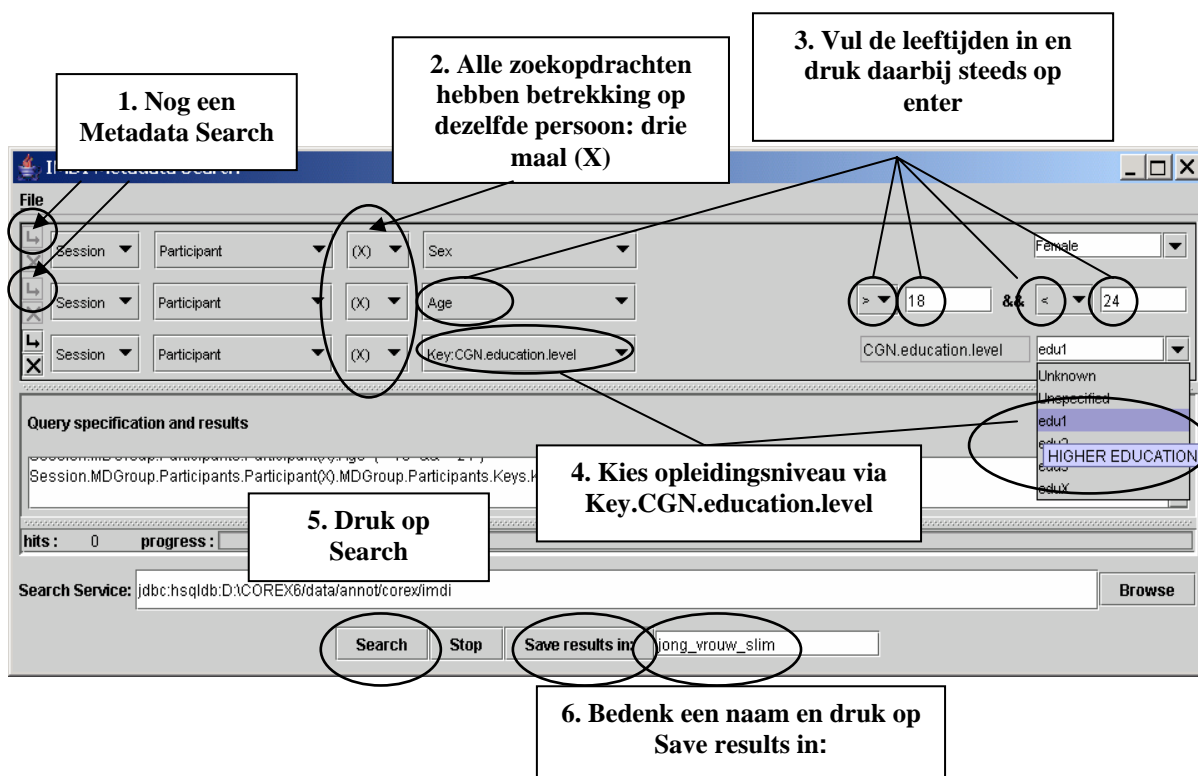 3. Vul de leeftijden in en
druk daarbij steeds op
enter
2. Alle zoekopdrachten
hebben betrekking op
dezelfde persoon: drie
maal (X)
1. Nog een
Metadata Search
File
Session Participant (X) Sex Female
Session Participant (X) Age > 18 && < 24
Session Participant (X) Key:CGN.education.level CGN.education.level edu1
Unknown
Unspecified
edu1
HIGHER EDUCATION
eduX
Query specification and results
Session.MDGroup.Participants.Participant(X).MDGroup.Participants.Keys.K
4. Kies opleidingsniveau via
Key.CGN.education.level
5. Druk op
Search
hits : 0 progress :
Search Service: jdbc:hsqldb:D:\COREX6/data/annot/corex/imdi Browse
Search Stop Save results in: jong_vrouw_slim
6. Bedenk een naam en druk op
Save results in: